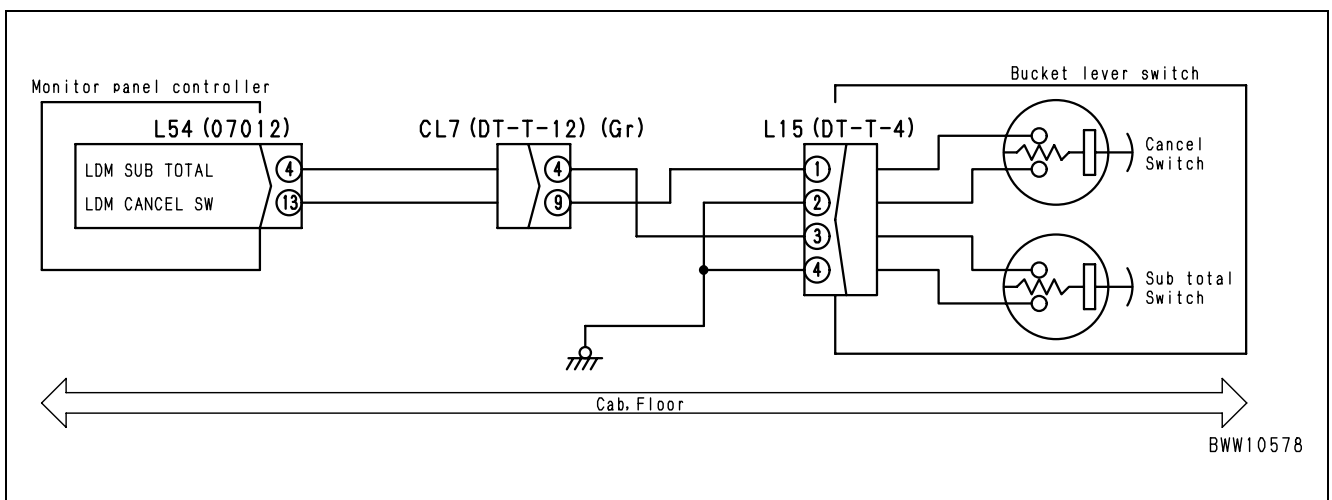 Monitor panel controller
Bucket lever switch
L54 (07012)
CL7 (DT-T-12) (Gr)
L15 (DT-T-4)
LDM SUB TOTAL
4
4
1
Cancel
Switch
LDM CANCEL SW
13
9
2
3
4
Sub total
Switch
Cab, Floor
BWW10578